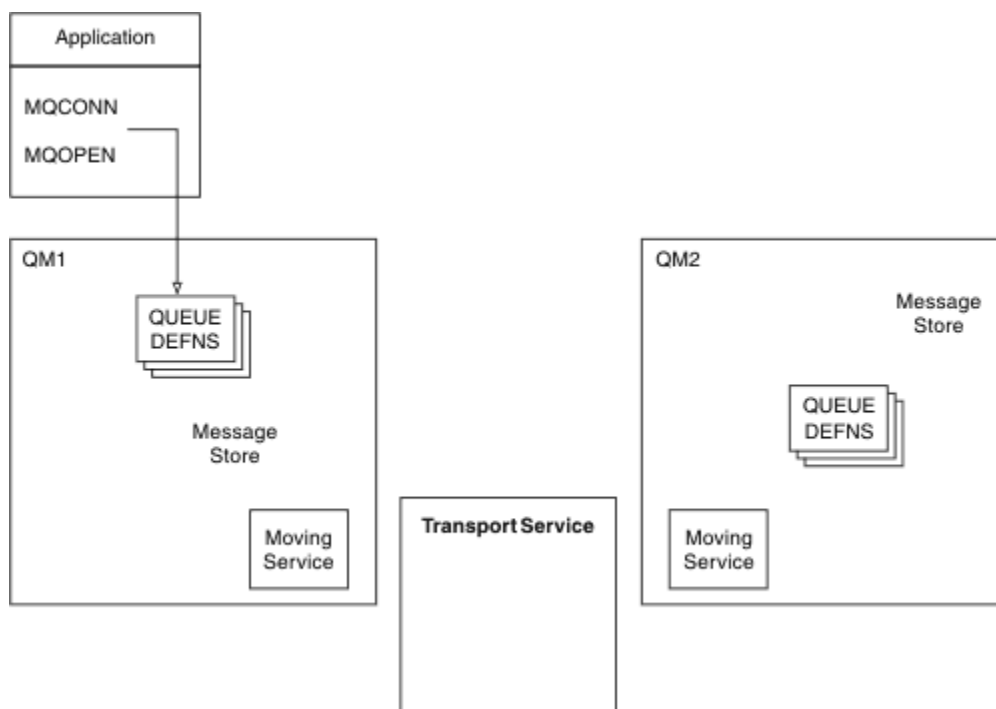 Application
MQCONN
MQOPEN
QM1
QUEUE
DEFNS
Message
Store
Moving
Service
Transport Service
QM2
Message
Store
QUEUE
DEFNS
Moving
Service